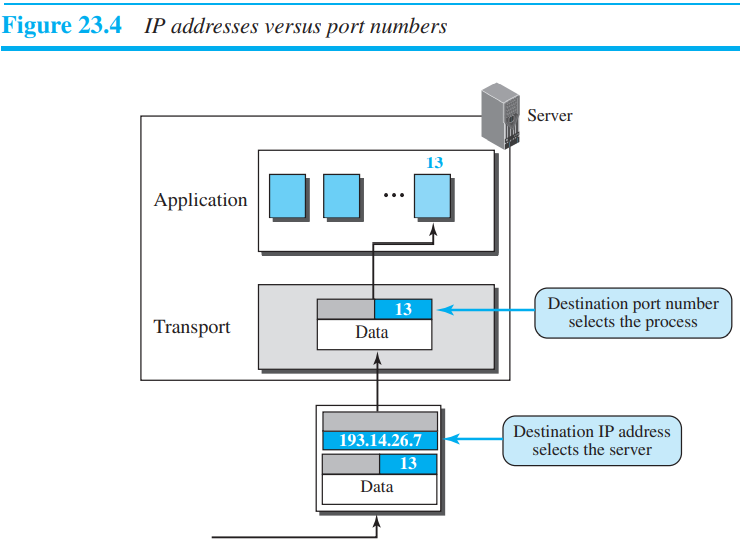 Figure 23.4 IP addresses versus port numbers
Server
13
Application
...
13
Destination port number
selects the process
Transport
Data
193.14.26.7
Destination IP address
selects the server
13
Data